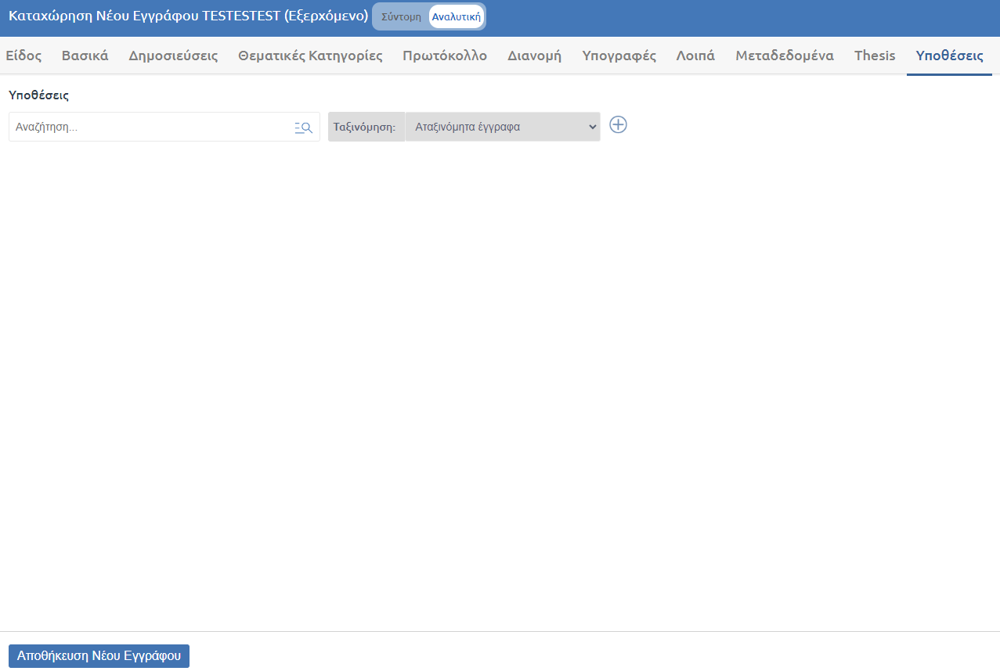 Καταχώρηση Νέου Εγγράφου TESTESTEST (Εξερχόμενο) Σύντομη Αναλυτική
Είδος Βασικά Δημοσιεύσεις Θεματικές Κατηγορίες Πρωτόκολλο Διανομή Υπογραφές Λοιπά Μεταδεδομένα Thesis Υποθέσεις
Υποθέσεις
Αναζήτηση... Ταξινόμηση: Αταξινόμητα έγγραφα
Αποθήκευση Νέου Εγγράφου